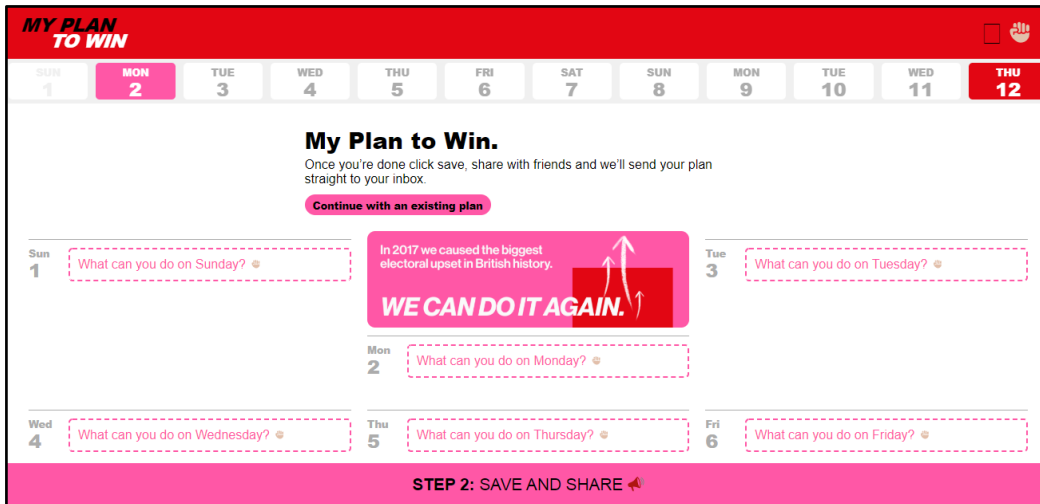 MY PLAN
TO WIN
SUN
1
MON
2
TUE
3
WED
4
THU
5
FRI
6
SAT
7
SUN
8
MON
9
TUE
10
WED
11
THU
12
My Plan to Win.
Once you're done click save, share with friends and we'll send your plan
straight to your inbox.
Continue with an existing plan
Sun
1
What can you do on Sunday?
In 2017 we caused the biggest
electoral upset in British history.
WE CAN DO IT AGAIN.
Mon
2
What can you do on Monday?
Tue
3
What can you do on Tuesday?
Wed
4
What can you do on Wednesday?
Thu
5
What can you do on Thursday?
Fri
6
What can you do on Friday?
STEP 2: SAVE AND SHARE